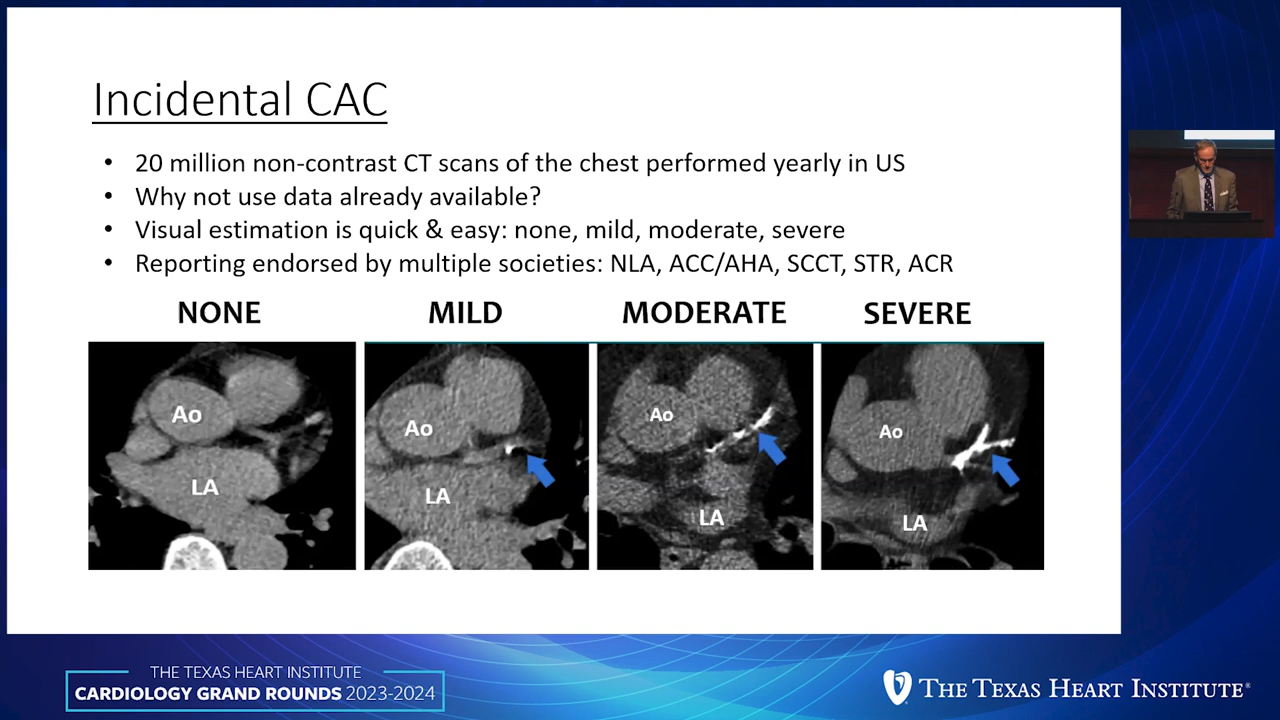 Incidental CAC
• 20 million non-contrast CT scans of the chest performed yearly in US
• Why not use data already available?
• Visual estimation is quick & easy: none, mild, moderate, severe
• Reporting endorsed by multiple societies: NLA, ACC/AHA, SCCT, STR, ACR
NONE MILD MODERATE SEVERE
Ao Ao Ao Ao
LA LA LA LA
THE TEXAS HEART INSTITUTE
CARDIOLOGY GRAND ROUNDS 2023-2024
THE TEXAS HEART INSTITUTE®